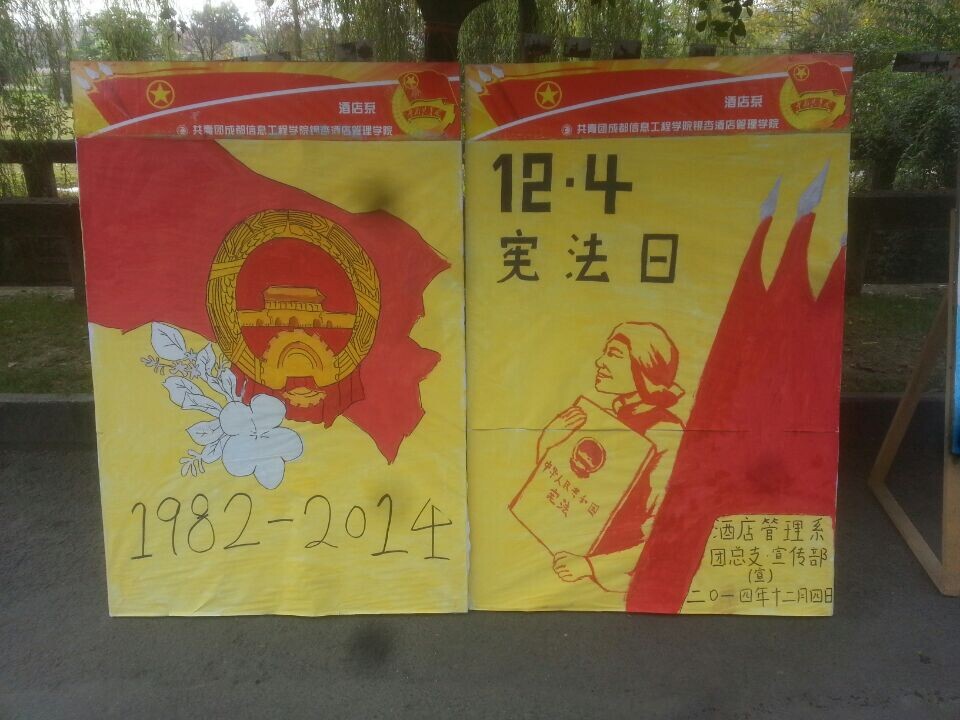 酒店系
共青团成都信息工程学院银杏酒店管理学院
1982-2014
酒店系
共青团成都信息工程学院银杏酒店管理学院
12·4
宪法日
中华人民共和国
宪法
酒店管理系
团总支·宣传部
(宣)
二〇一四年十二月四日